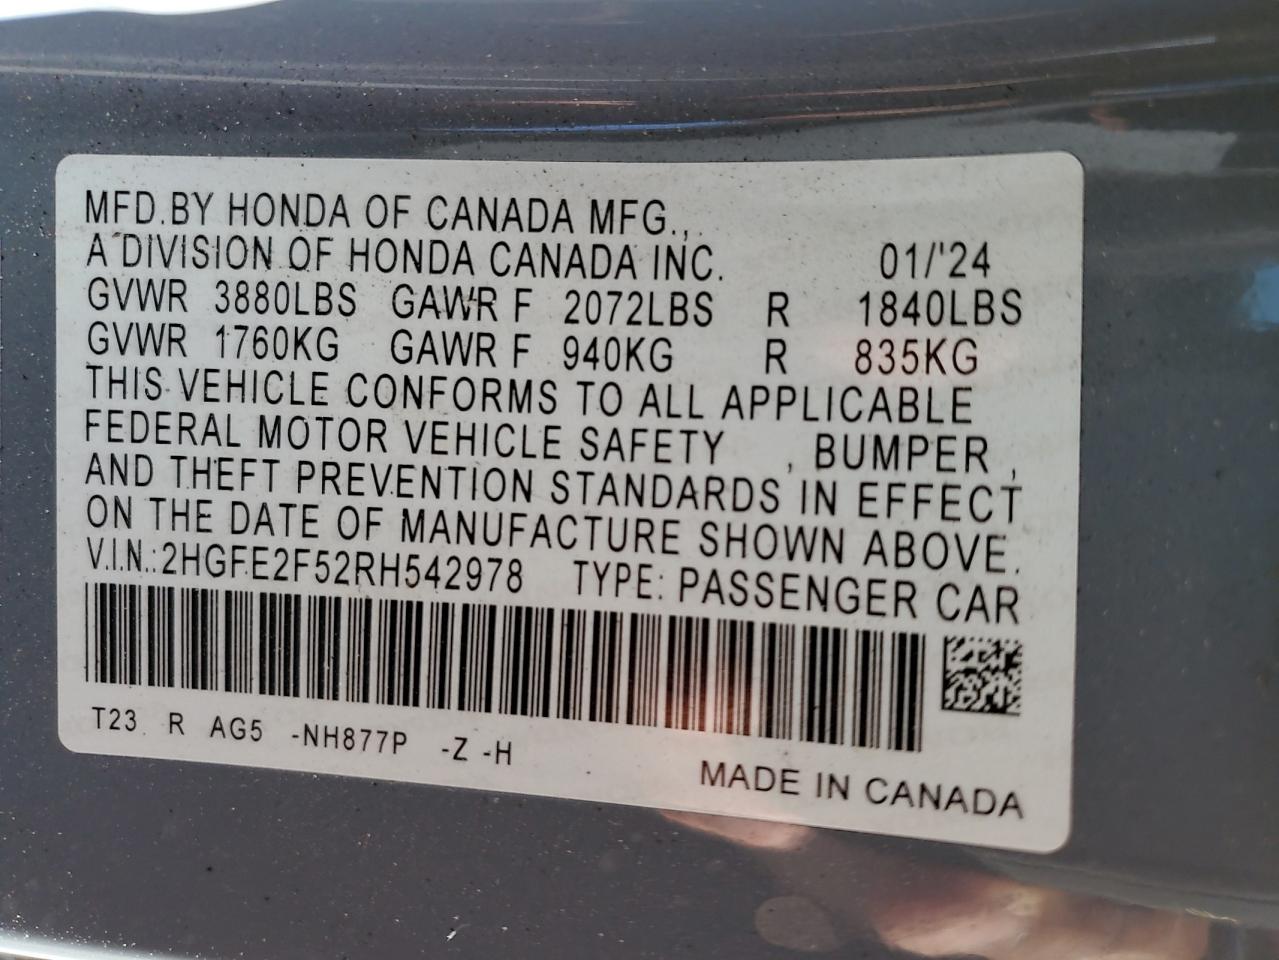 MFD.BY HONDA OF CANADA MFG.,
A DIVISION OF HONDA CANADA INC. 01/'24
GVWR 3880LBS GAWR F 2072LBS R 1840LBS
GVWR 1760KG GAWR F 940KG R 835KG
THIS VEHICLE CONFORMS TO ALL APPLICABLE
FEDERAL MOTOR VEHICLE SAFETY , BUMPER ,
AND THEFT PREVENTION STANDARDS IN EFFECT
ON THE DATE OF MANUFACTURE SHOWN ABOVE.
V.I.N.:2HGFE2F52RH542978 TYPE: PASSENGER CAR
T23 R AG5 -NH877P -Z -H
MADE IN CANADA